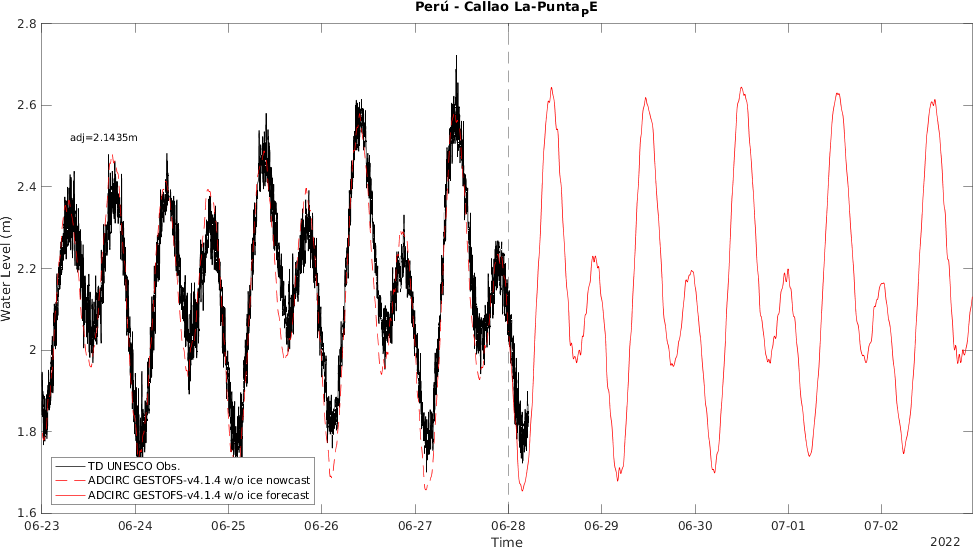 Perú - Callao La-Punta_PE
2.8
2.6
2.4
2.2
2
1.8
1.6
Water Level (m)
adj=2.1435m
TD UNESCO Obs.
ADCIRC GESTOFS-v4.1.4 w/o ice nowcast
ADCIRC GESTOFS-v4.1.4 w/o ice forecast
06-23 06-24 06-25 06-26 06-27 06-28 06-29 06-30 07-01 07-02
Time
2022